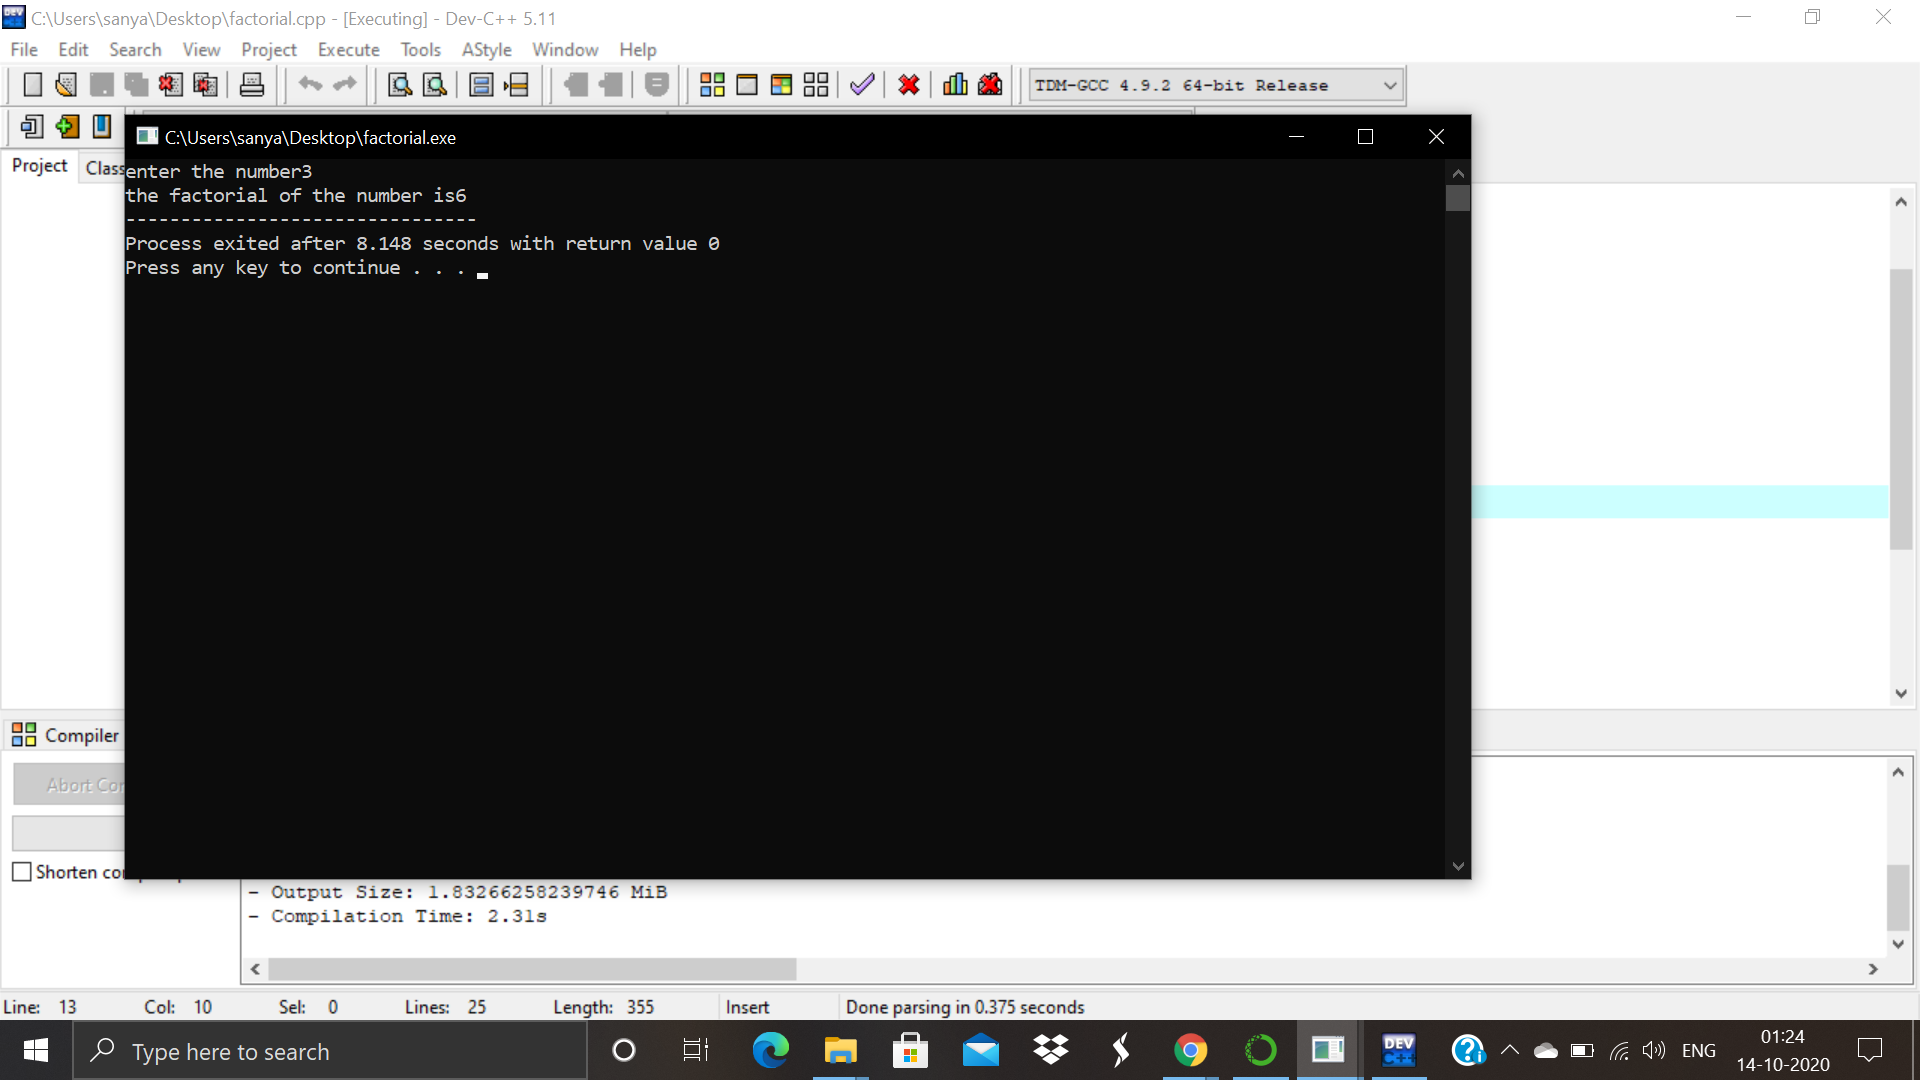 C:\Users\sanya\Desktop\factorial.cpp - [Executing] - Dev-C++ 5.11
File Edit Search View Project Execute Tools AStyle Window Help
TDM-GCC 4.9.2 64-bit Release
C:\Users\sanya\Desktop\factorial.exe
Project Class
enter the number3
the factorial of the number is6
--------------------------------
Process exited after 8.148 seconds with return value 0
Press any key to continue . . .
Compiler
Abort Co
Shorten co
- Output Size: 1.83266258239746 MiB
- Compilation Time: 2.31s
Line: 13 Col: 10 Sel: 0 Lines: 25 Length: 355 Insert Done parsing in 0.375 seconds
Type here to search
DEV C++
ENG
01:24
14-10-2020